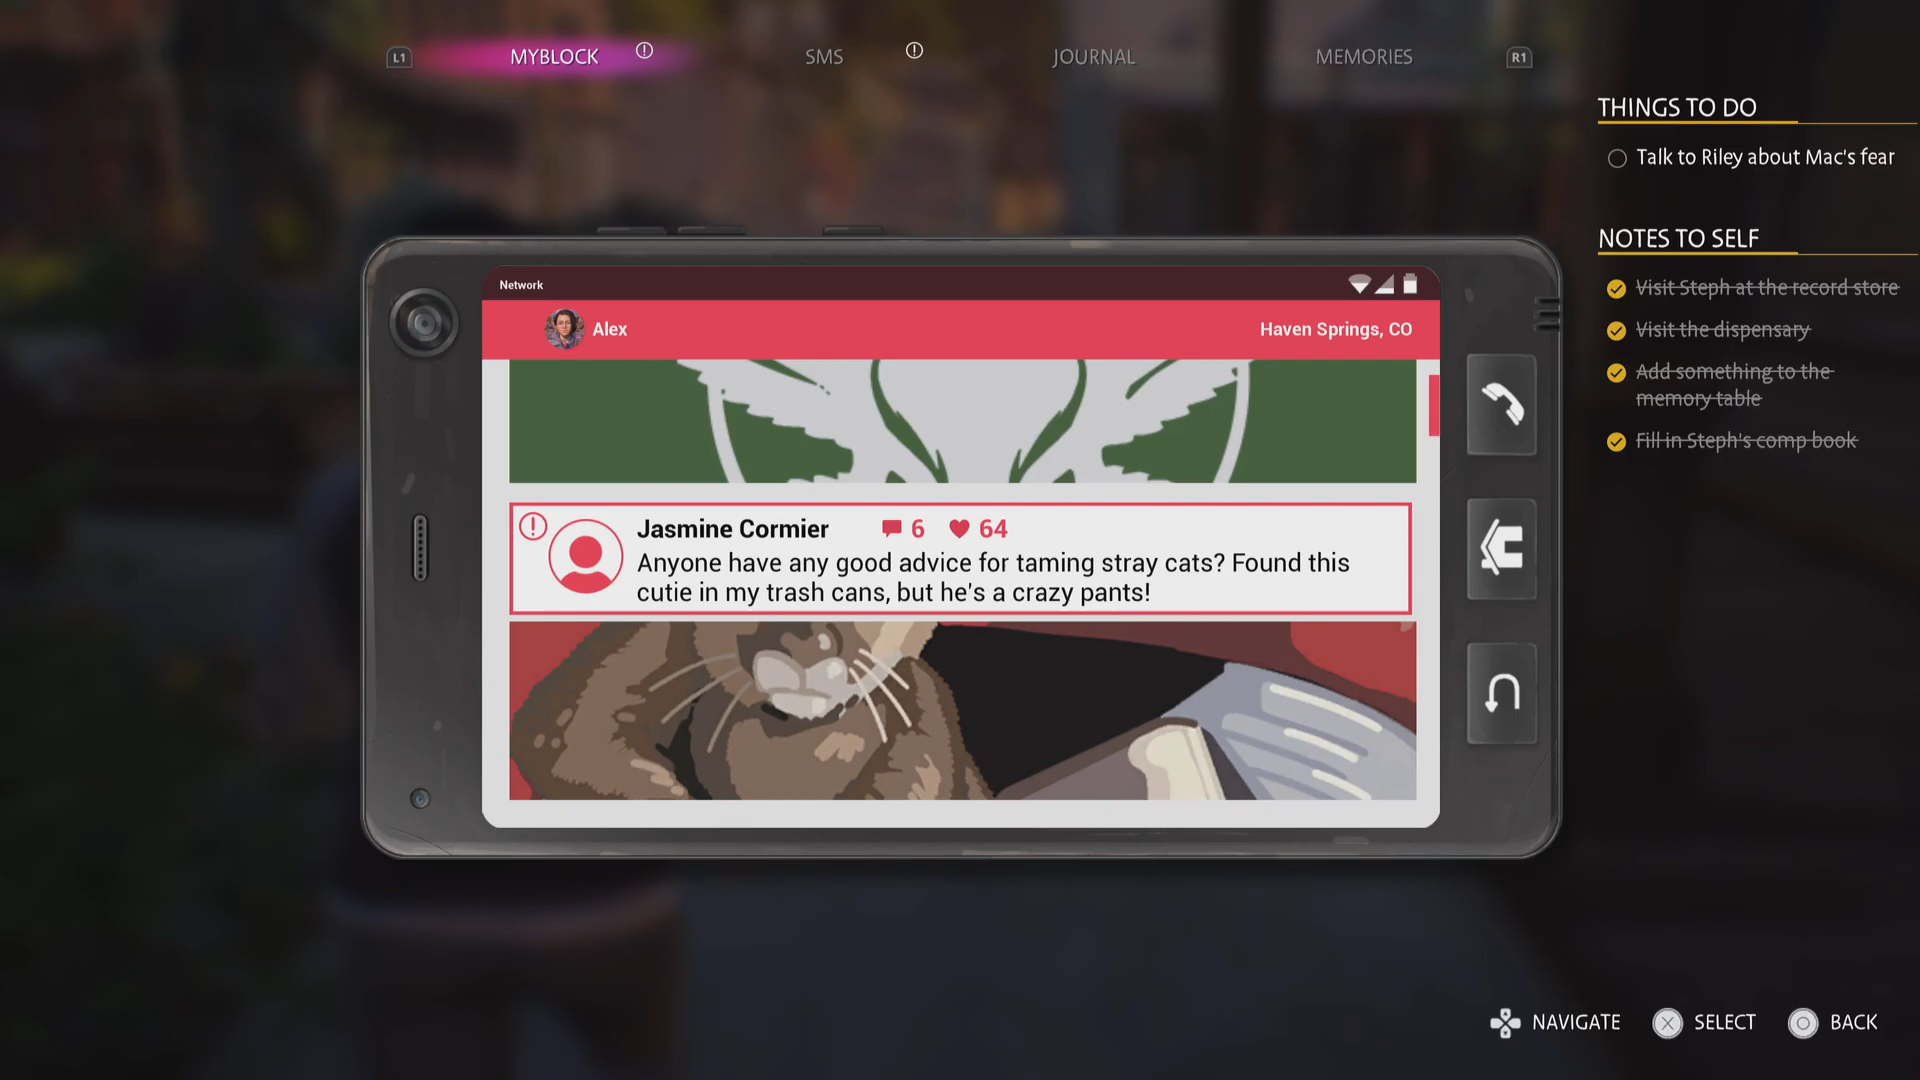 L1
MYBLOCK
SMS
JOURNAL
MEMORIES
R1
THINGS TO DO
Talk to Riley about Mac's fear
NOTES TO SELF
Visit Steph at the record store
Visit the dispensary
Add something to the
memory table
Fill in Steph's comp book
Network
Alex
Haven Springs, CO
Jasmine Cormier
6
64
Anyone have any good advice for taming stray cats? Found this
cutie in my trash cans, but he's a crazy pants!
NAVIGATE
SELECT
BACK